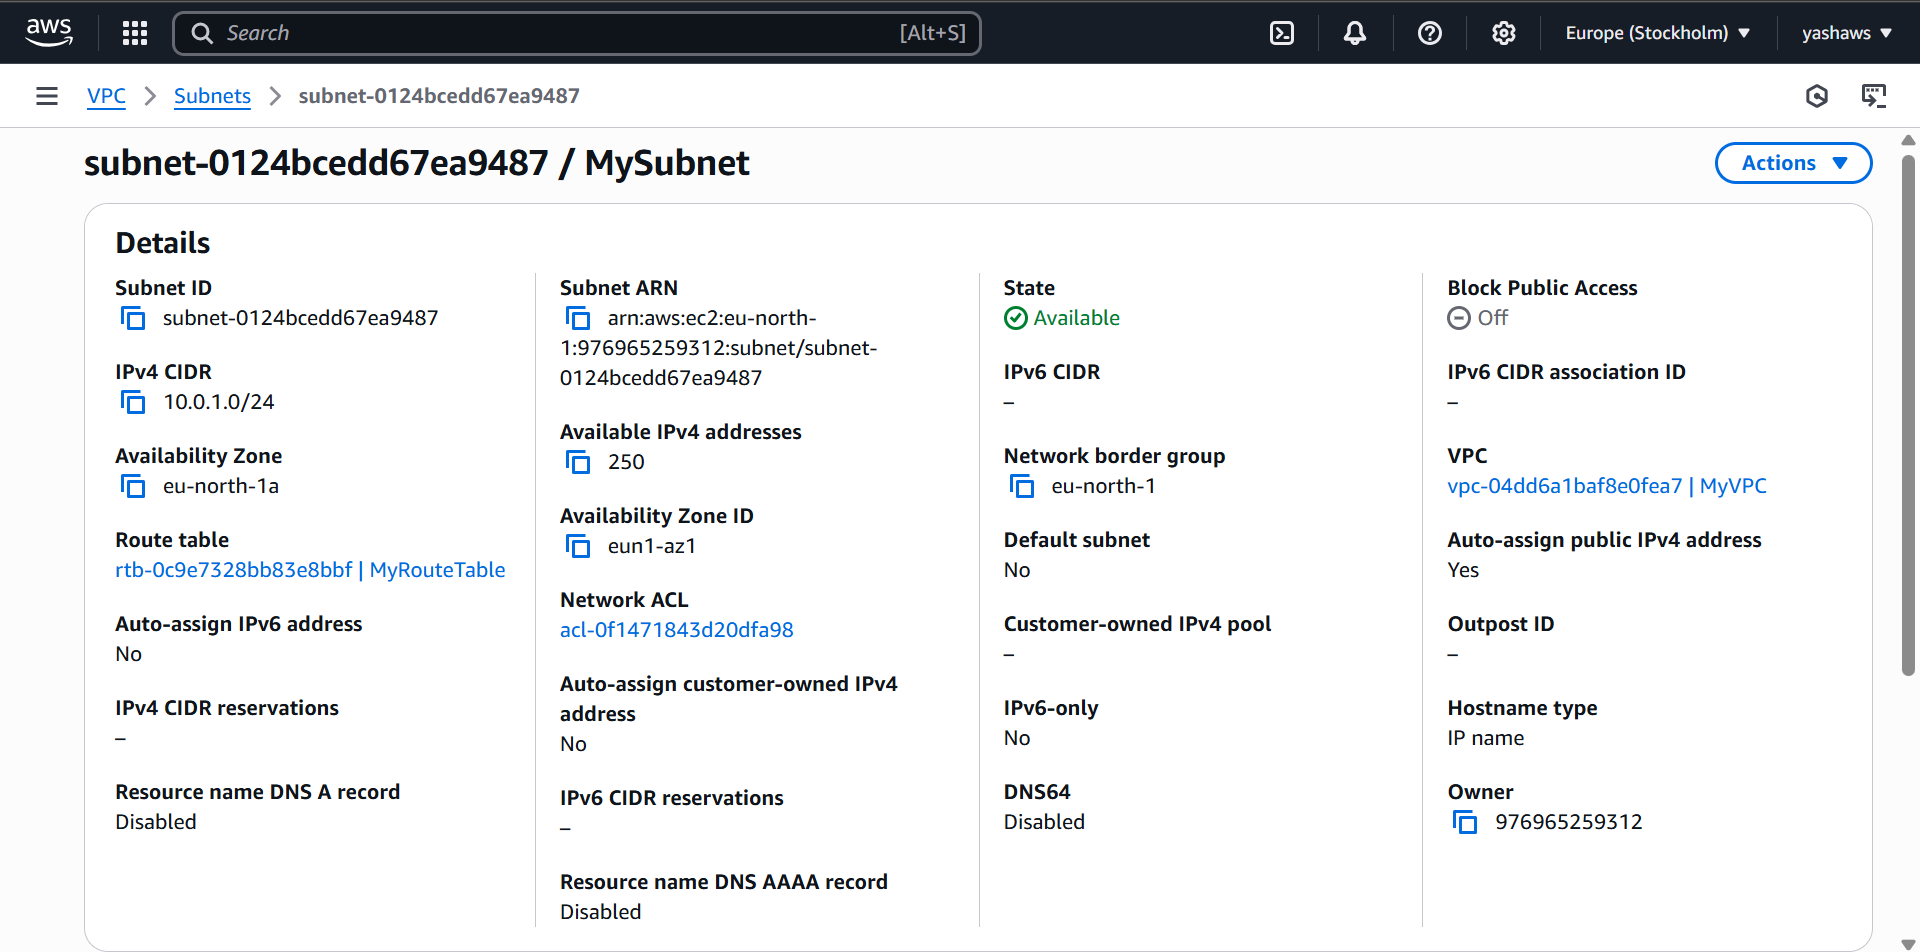 aws
Search
[Alt+S]
Europe (Stockholm)
yashaws
VPC
Subnets
subnet-0124bcedd67ea9487
subnet-0124bcedd67ea9487 / MySubnet
Actions
Details
Subnet ID
subnet-0124bcedd67ea9487
IPv4 CIDR
10.0.1.0/24
Availability Zone
eu-north-1a
Route table
rtb-0c9e7328bb83e8bbf | MyRouteTable
Auto-assign IPv6 address
No
IPv4 CIDR reservations
–
Resource name DNS A record
Disabled
Subnet ARN
arn:aws:ec2:eu-north-
1:976965259312:subnet/subnet-
0124bcedd67ea9487
Available IPv4 addresses
250
Availability Zone ID
eun1-az1
Network ACL
acl-0f1471843d20dfa98
Auto-assign customer-owned IPv4
address
No
IPv6 CIDR reservations
–
Resource name DNS AAAA record
Disabled
State
Available
IPv6 CIDR
–
Network border group
eu-north-1
Default subnet
No
Customer-owned IPv4 pool
–
IPv6-only
No
DNS64
Disabled
Block Public Access
Off
IPv6 CIDR association ID
–
VPC
vpc-04dd6a1baf8e0fea7 | MyVPC
Auto-assign public IPv4 address
Yes
Outpost ID
–
Hostname type
IP name
Owner
976965259312